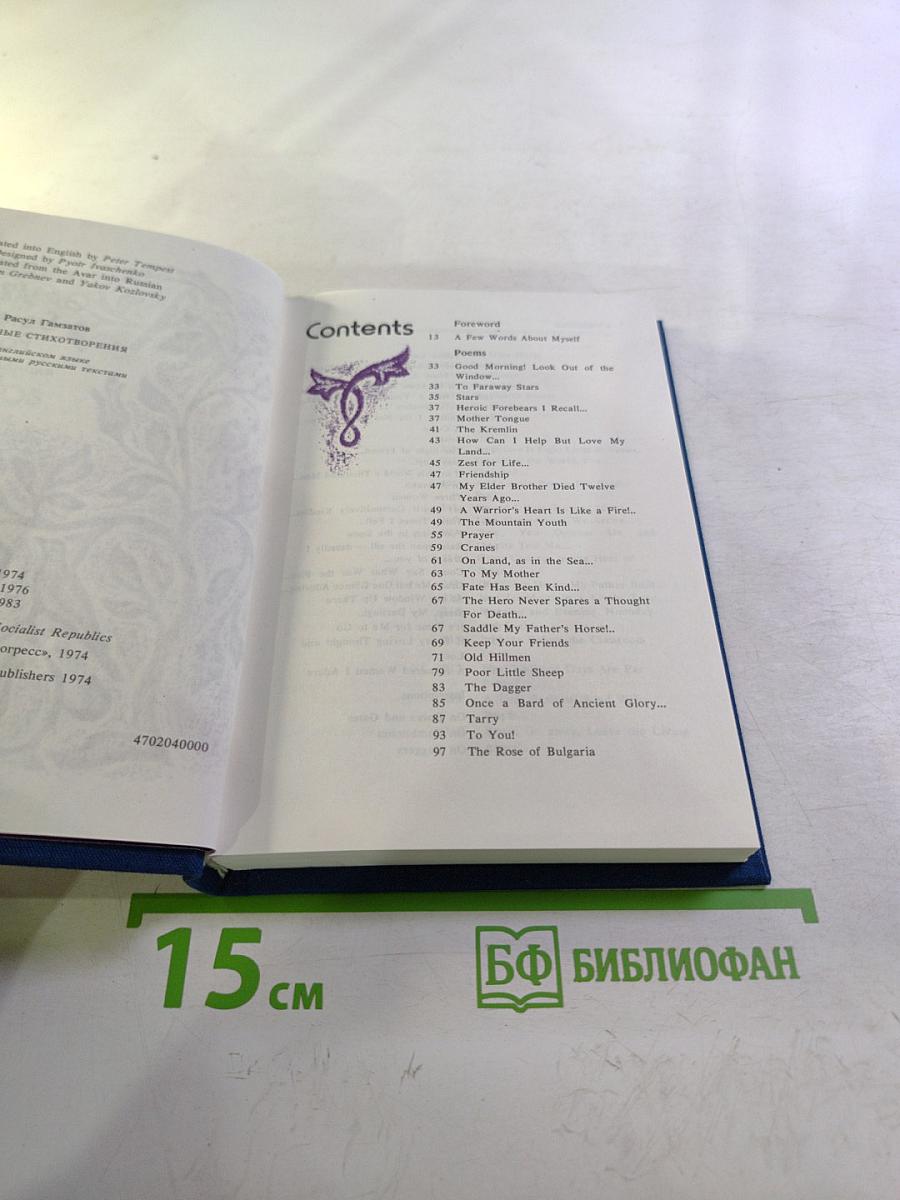 ated into English by Peter Tempest
esigned by Pyotr Ivaschenko
ated from the Avar into Russian
Grebnev and Yakov Kozlovsky
Расул Гамзатов
НЫЕ СТИХОТВОРЕНИЯ
английском языке
русскими текстами
1974
1976
983
Socialist Republics
огресс», 1974
ublishers 1974
4702040000
Contents
Foreword
13 A Few Words About Myself
Poems
33 Good Morning! Look Out of the
Window...
33 To Faraway Stars
35 Stars
37 Heroic Forebears I Recall...
37 Mother Tongue
41 The Kremlin
43 How Can I Help But Love My
Land...
45 Zest for Life...
47 Friendship
47 My Elder Brother Died Twelve
Years Ago...
49 A Warrior's Heart Is Like a Fire!..
49 The Mountain Youth
55 Prayer
59 Cranes
61 On Land, as in the Sea...
63 To My Mother
65 Fate Has Been Kind...
67 The Hero Never Spares a Thought
For Death...
67 Saddle My Father's Horse!..
69 Keep Your Friends
71 Old Hillmen
79 Poor Little Sheep
83 The Dagger
85 Once a Bard of Ancient Glory...
87 Tarry
93 To You!
97 The Rose of Bulgaria
15 см
БФ БИБЛИОФАН